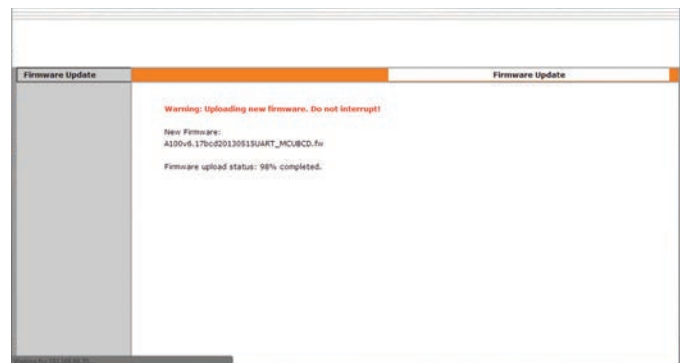 Firmware Update
Firmware Update
Warning: Uploading new firmware. Do not interrupt!
New Firmware:
A100v6.17bcd20130515UART_MCUBCD.fw
Firmware upload status: 98% completed.